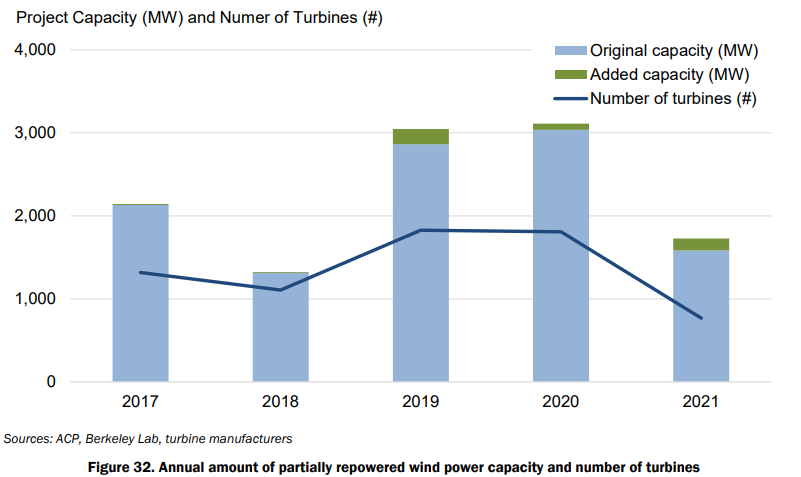 Project Capacity (MW) and Numer of Turbines (#)
4,000
Original capacity (MW)
Added capacity (MW)
Number of turbines (#)
3,000
2,000
1,000
0
2017 2018 2019 2020 2021
Sources: ACP, Berkeley Lab, turbine manufacturers
Figure 32. Annual amount of partially repowered wind power capacity and number of turbines